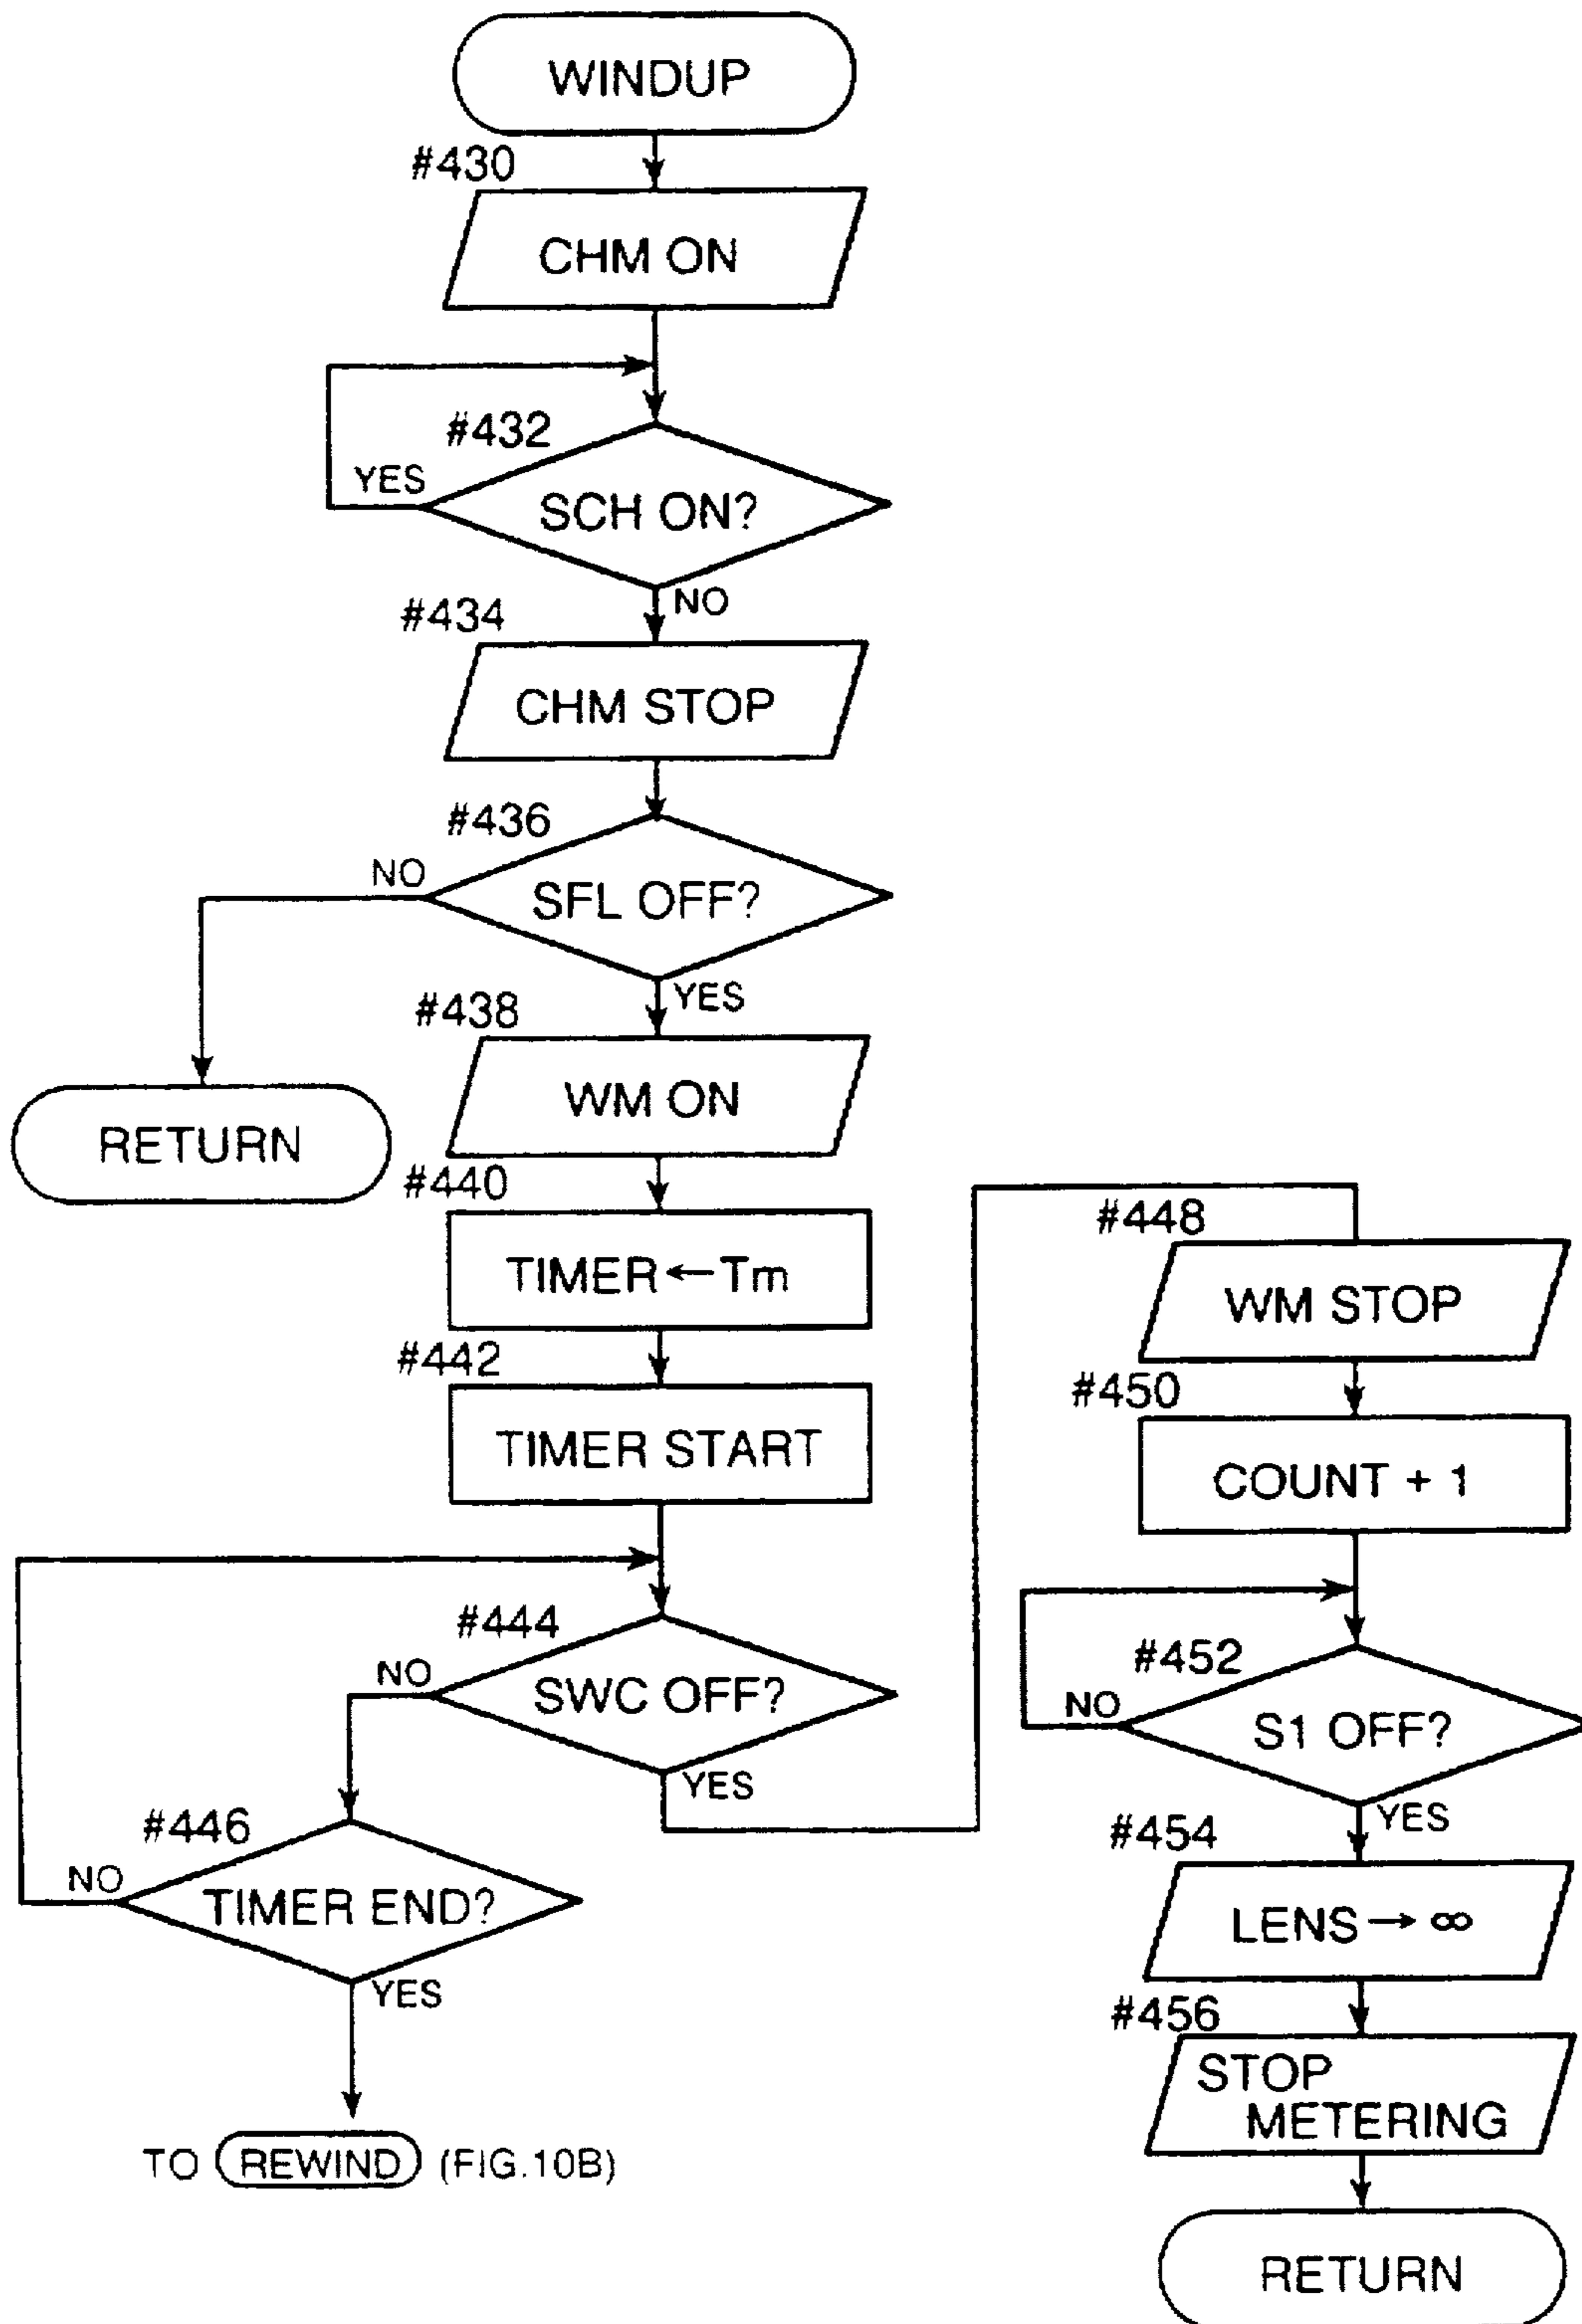 WINDUP
#430
CHM ON
#432
YES
SCH ON?
NO
#434
CHM STOP
#436
NO
SFL OFF?
YES
RETURN
#438
WM ON
#440
TIMER←Tm
#442
TIMER START
#444
NO
SWC OFF?
YES
#446
NO
TIMER END?
YES
TO REWIND (FIG.10B)
#448
WM STOP
#450
COUNT + 1
#452
NO
S1 OFF?
YES
#454
LENS→∞
#456
STOP
METERING
RETURN